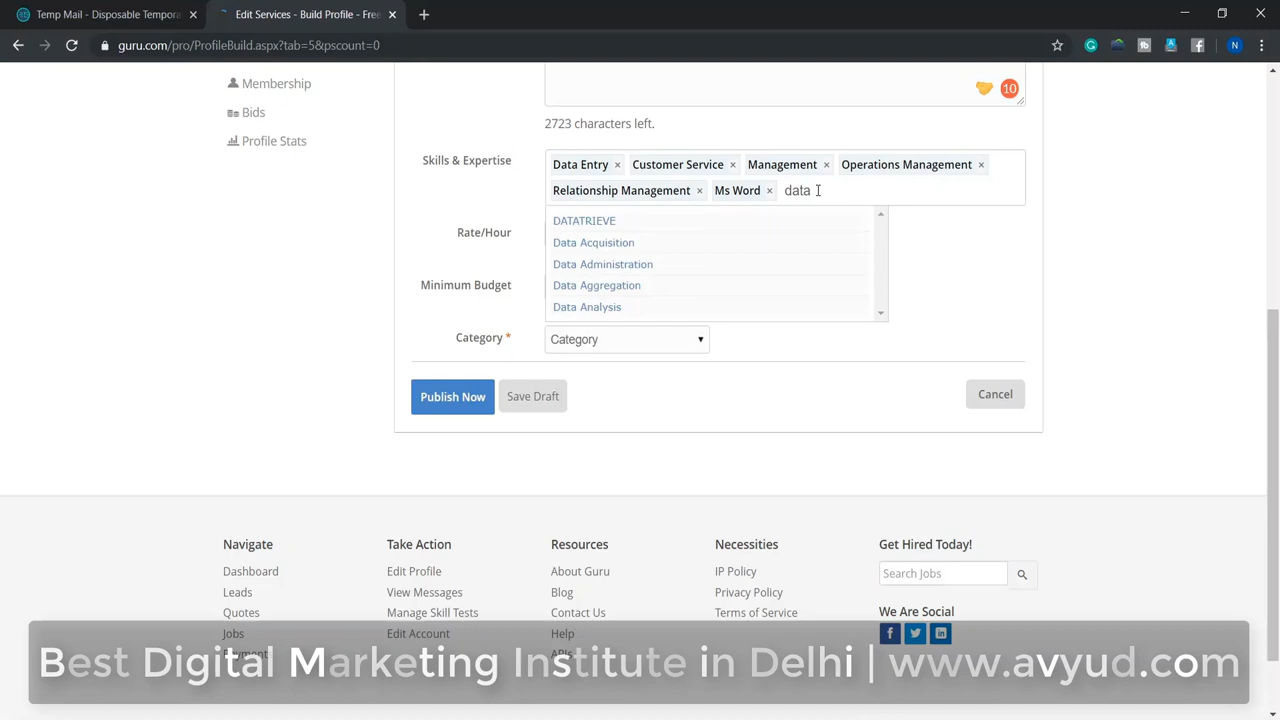 Temp Mail - Disposable Tempora
Edit Services - Build Profile - Free
guru.com/pro/ProfileBuild.aspx?tab=5&pscount=0
N
Membership
Bids
Profile Stats
10
2723 characters left.
Skills & Expertise
Data Entry × Customer Service × Management × Operations Management ×
Relationship Management × Ms Word × data
DATATRIEVE
Data Acquisition
Data Administration
Data Aggregation
Data Analysis
Rate/Hour
Minimum Budget
Category * Category
Publish Now Save Draft Cancel
Navigate
Dashboard
Leads
Quotes
Jobs
Payment
Take Action
Edit Profile
View Messages
Manage Skill Tests
Edit Account
Resources
About Guru
Blog
Contact Us
Help
APIs
Necessities
IP Policy
Privacy Policy
Terms of Service
Get Hired Today!
Search Jobs
We Are Social
Best Digital Marketing Institute in Delhi | www.avyud.com